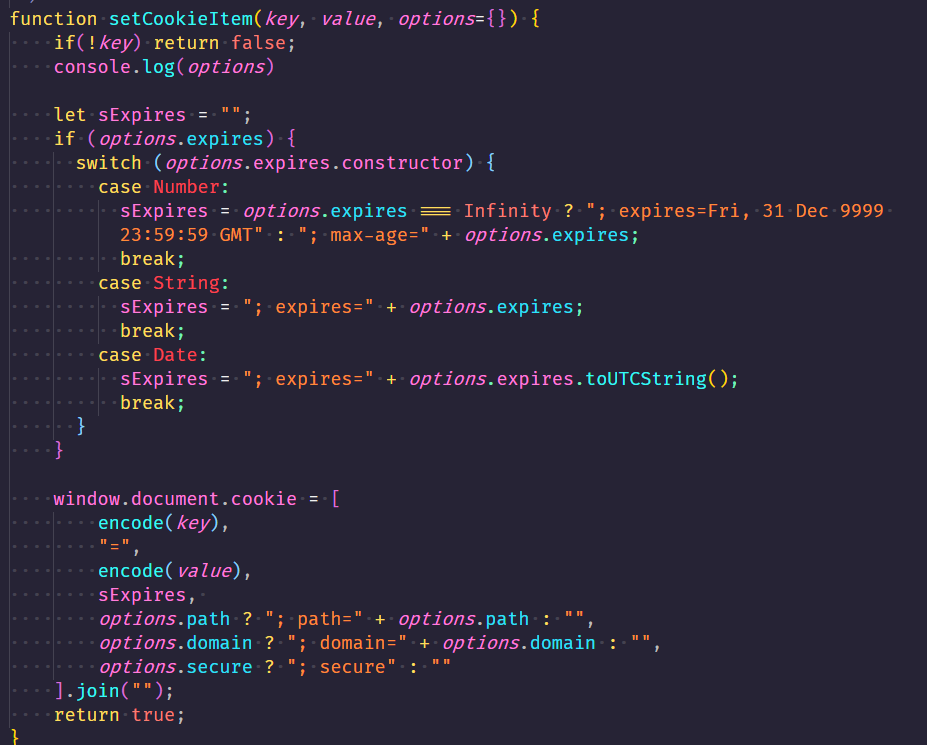 function setCookieItem(key, value, options={}) {
    if(!key) return false;
    console.log(options)

    let sExpires = "";
    if (options.expires) {
      switch (options.expires.constructor) {
        case Number:
          sExpires = options.expires === Infinity ? "; expires=Fri, 31 Dec 9999
          23:59:59 GMT" : "; max-age=" + options.expires;
          break;
        case String:
          sExpires = "; expires=" + options.expires;
          break;
        case Date:
          sExpires = "; expires=" + options.expires.toUTCString();
          break;
      }
    }

    window.document.cookie = [
        encode(key),
        "=",
        encode(value),
        sExpires,
        options.path ? "; path=" + options.path : "",
        options.domain ? "; domain=" + options.domain : "",
        options.secure ? "; secure" : ""
    ].join("");
    return true;
}